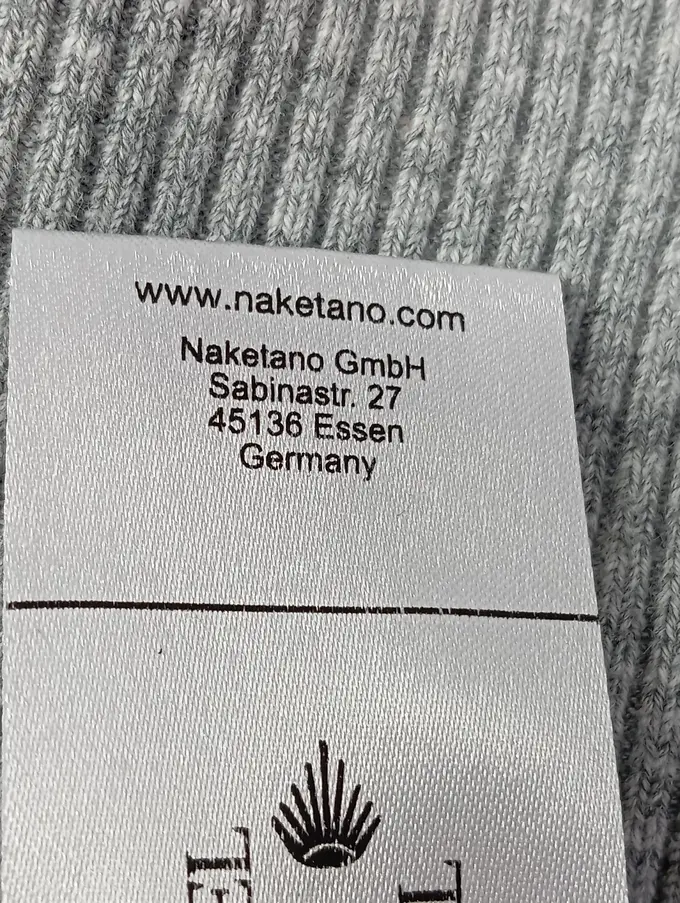 www.naketano.com
Naketano GmbH
Sabinastr. 27
45136 Essen
Germany